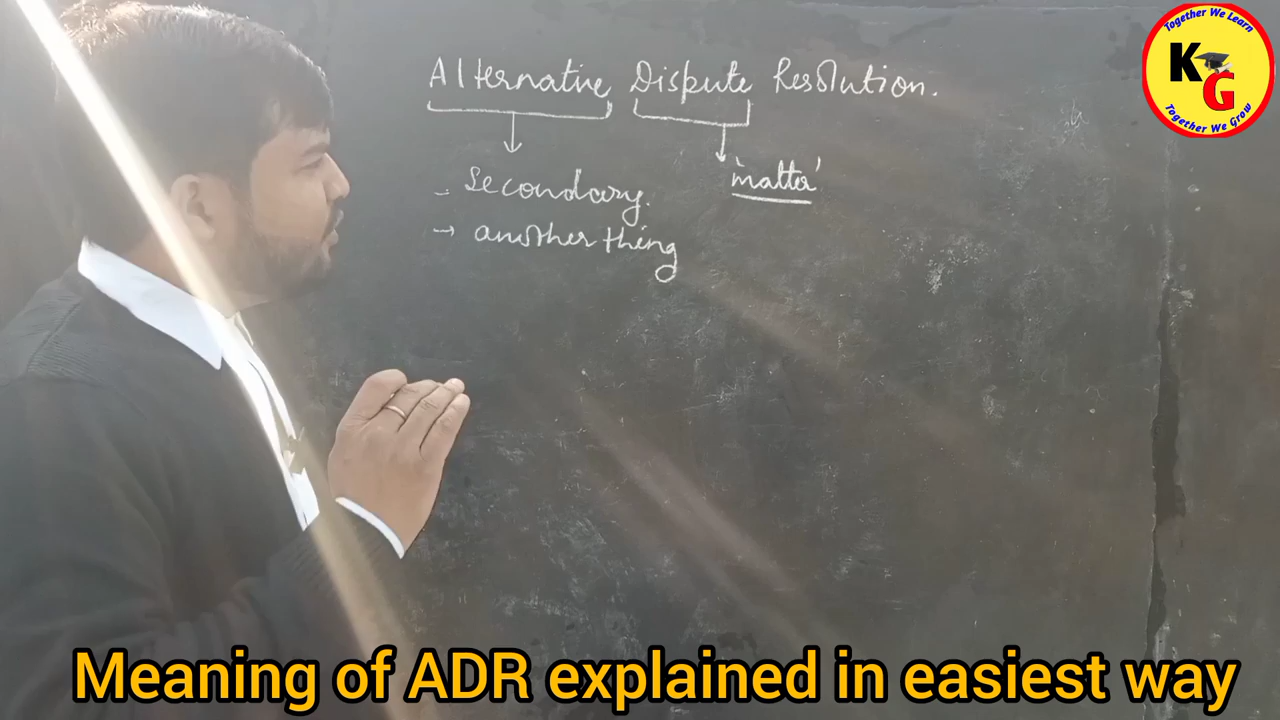 Together We Learn
KG
Together We Grow
Alternative Dispute Resolution.
- Secondary.
'matter'
→ another thing
Meaning of ADR explained in easiest way